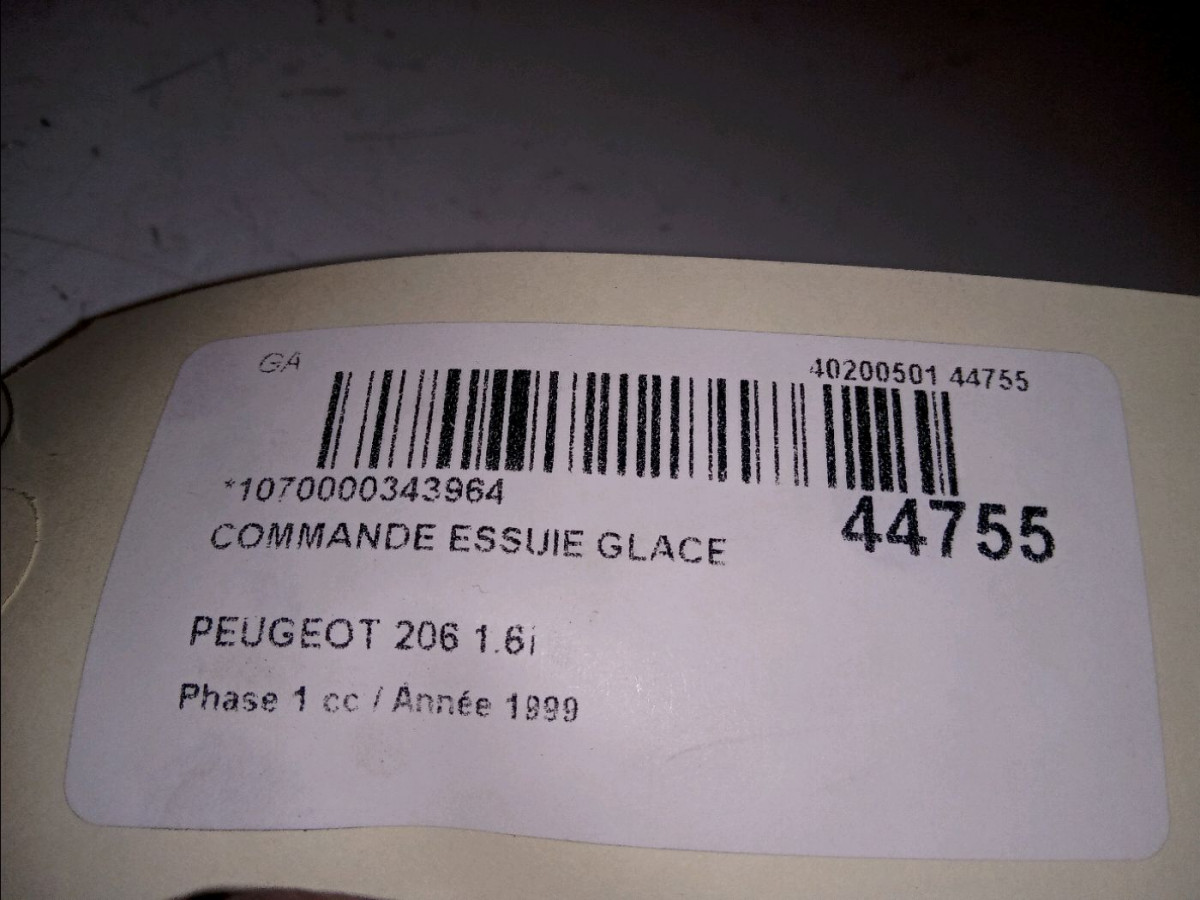 GA
40200501 44755
*1070000343964
44755
COMMANDE ESSUIE GLACE
PEUGEOT 206 1.6i
Phase 1 cc / Année 1999